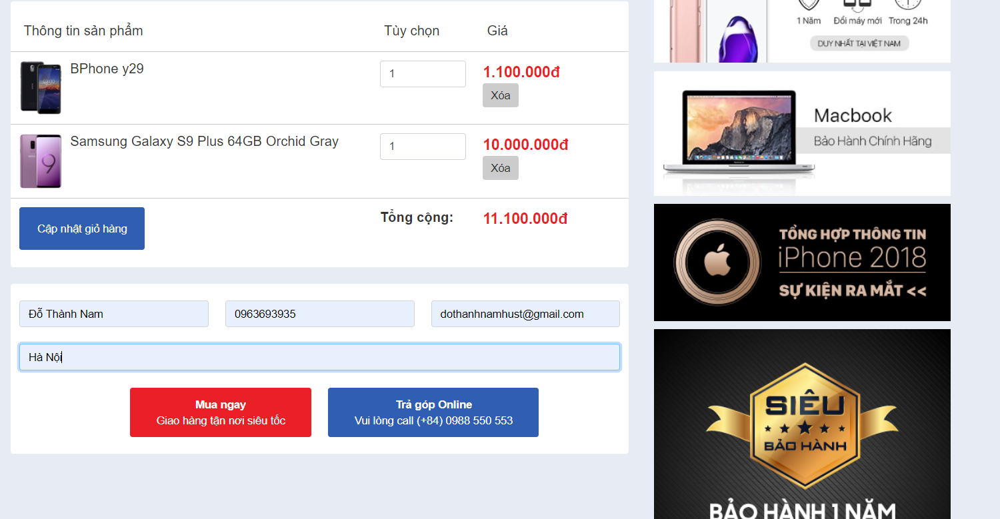 Thông tin sản phẩm
Tùy chọn
Giá
BPhone y29
1
1.100.000đ
Xóa
Samsung Galaxy S9 Plus 64GB Orchid Gray
1
10.000.000đ
Xóa
Cập nhật giỏ hàng
Tổng cộng:
11.100.000đ
Đỗ Thành Nam
0963693935
dothanhnamhust@gmail.com
Hà Nội
Mua ngay
Giao hàng tận nơi siêu tốc
Trả góp Online
Vui lòng call (+84) 0988 550 553
1 Năm
Đổi máy mới
Trong 24h
DUY NHẤT TẠI VIỆT NAM
Macbook
Bảo Hành Chính Hãng
TỔNG HỢP THÔNG TIN
iPhone 2018
SỰ KIỆN RA MẮT <<
SIÊU
BẢO HÀNH
BẢO HÀNH 1 NĂM